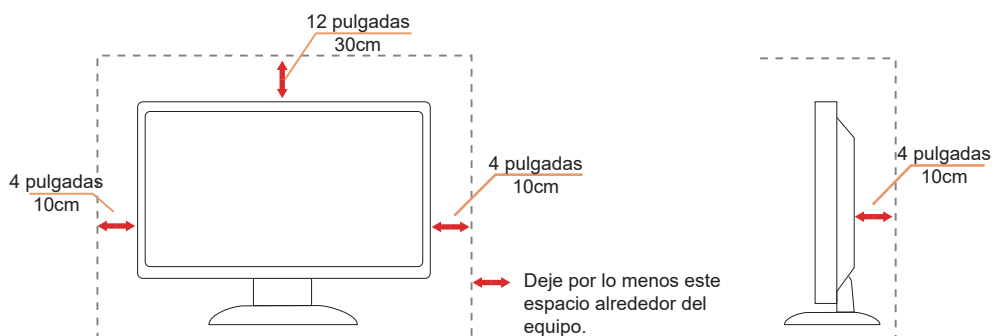 12 pulgadas
30cm
4 pulgadas
10cm
4 pulgadas
10cm
4 pulgadas
10cm
Deje por lo menos este
espacio alrededor del
equipo.